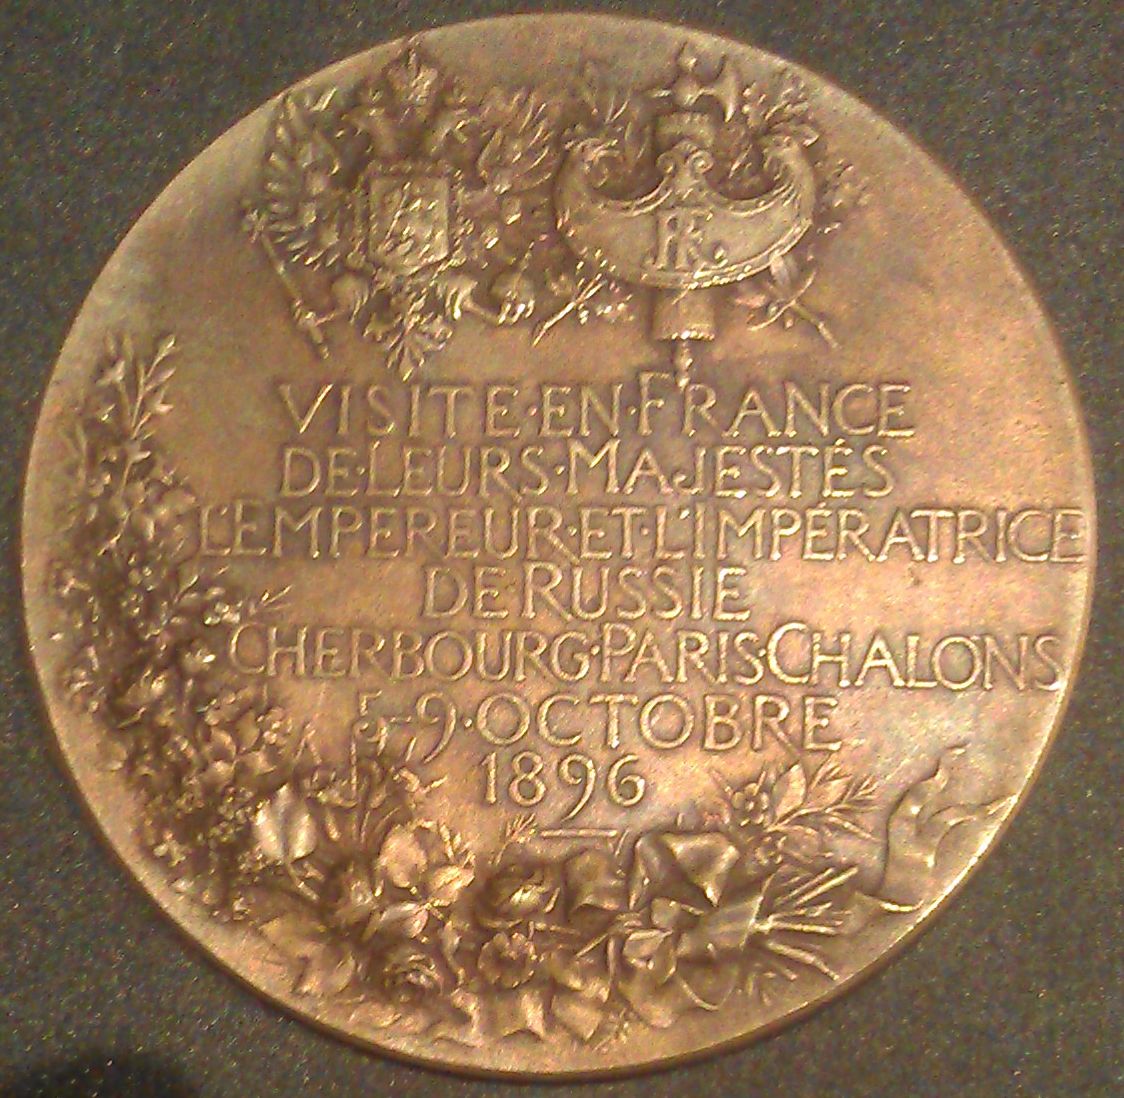 RF.
VISITE·EN·FRANCE
DE·LEURS·MAJESTÉS
L'EMPEREUR·ET·L'IMPÉRATRICE
DE RUSSIE
CHERBOURG·PARIS·CHALONS
5-9·OCTOBRE
1896